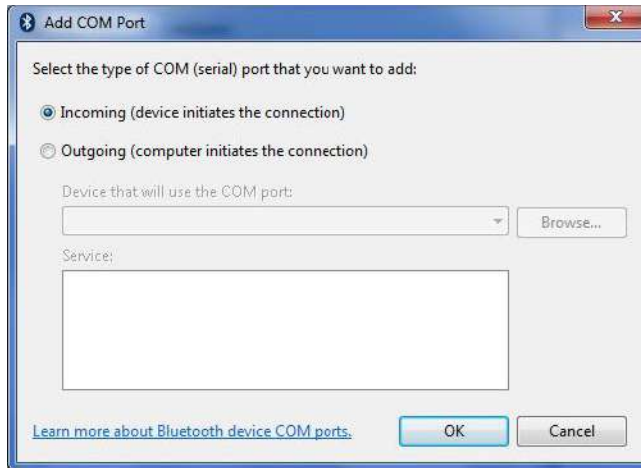 Add COM Port
Select the type of COM (serial) port that you want to add:
Incoming (device initiates the connection)
Outgoing (computer initiates the connection)
Device that will use the COM port:
Browse...
Service:
Learn more about Bluetooth device COM ports.
OK
Cancel